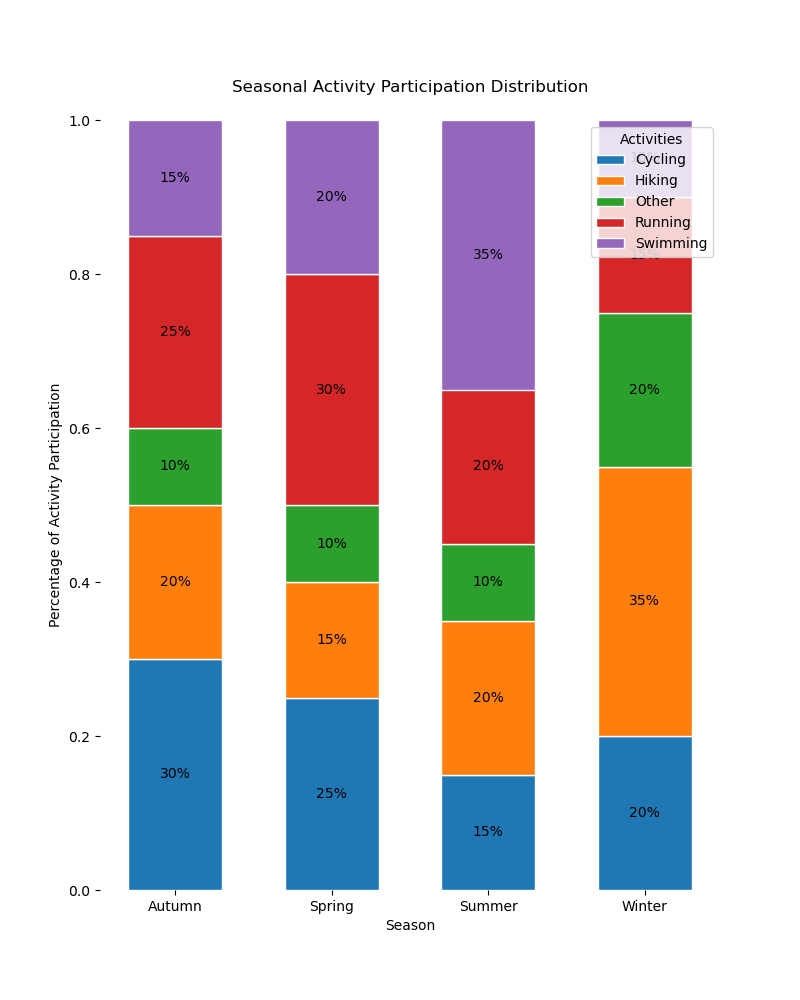 Seasonal Activity Participation Distribution
Percentage of Activity Participation
1.0
0.8
0.6
0.4
0.2
0.0
15%
25%
10%
20%
30%
20%
30%
10%
15%
25%
35%
20%
10%
20%
15%
10%
15%
20%
35%
20%
Activities
Cycling
Hiking
Other
Running
Swimming
Autumn
Spring
Summer
Winter
Season